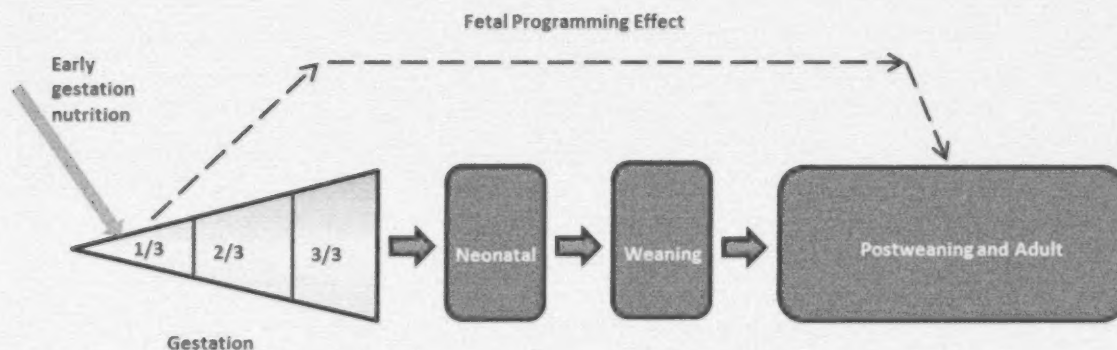 Fetal Programming Effect
Early
gestation
nutrition
1/3
2/3
3/3
Neonatal
Weaning
Postweaning and Adult
Gestation